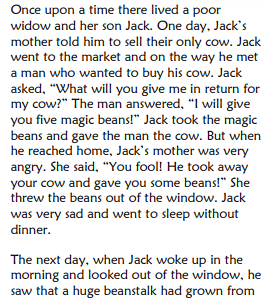 Once upon a time there lived a poor
widow and her son Jack. One day, Jack’s
mother told him to sell their only cow. Jack
went to the market and on the way he met
a man who wanted to buy his cow. Jack
asked, “What will you give me in return for
my cow?” The man answered, “I will give
you five magic beans!” Jack took the magic
beans and gave the man the cow. But when
he reached home, Jack’s mother was very
angry. She said, “You fool! He took away
your cow and gave you some beans!” She
threw the beans out of the window. Jack
was very sad and went to sleep without
dinner.
The next day, when Jack woke up in the
morning and looked out of the window, he
saw that a huge beanstalk had grown from